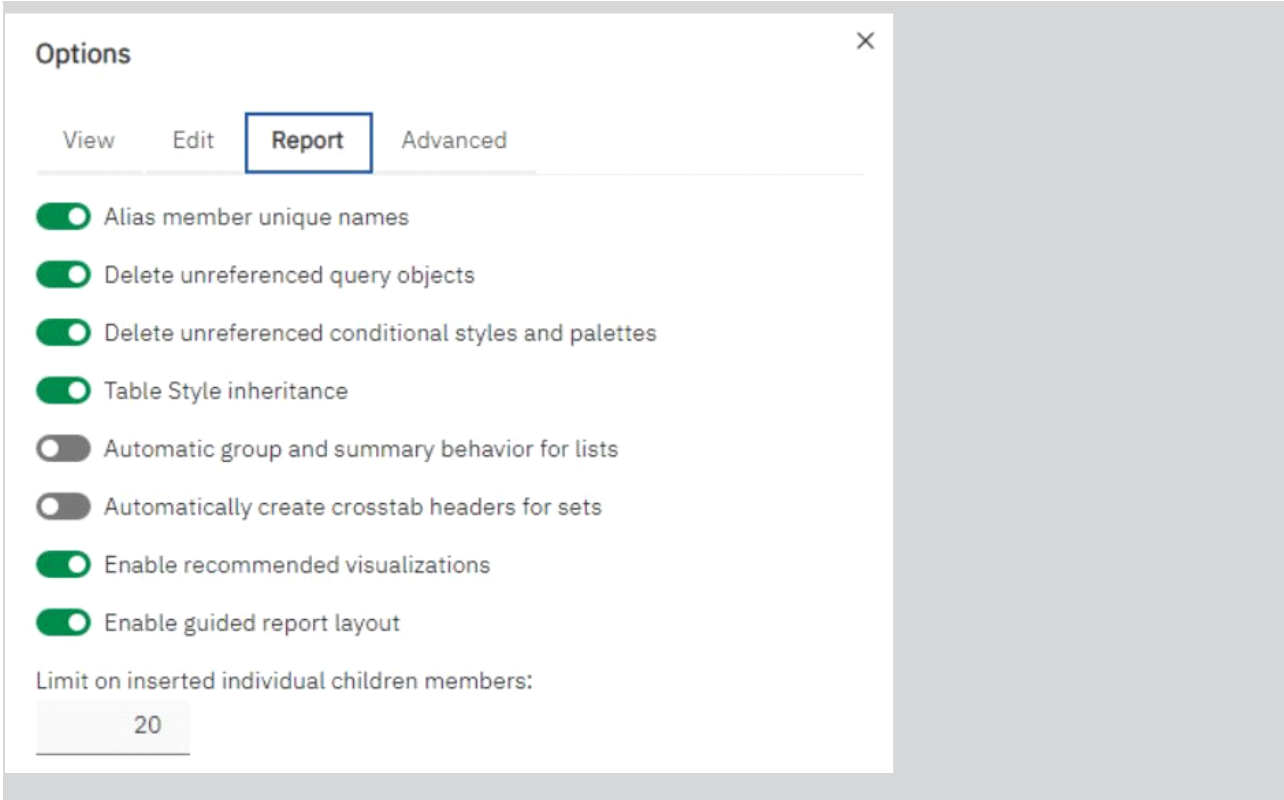 Options
View Edit Report Advanced
Alias member unique names
Delete unreferenced query objects
Delete unreferenced conditional styles and palettes
Table Style inheritance
Automatic group and summary behavior for lists
Automatically create crosstab headers for sets
Enable recommended visualizations
Enable guided report layout
Limit on inserted individual children members:
20